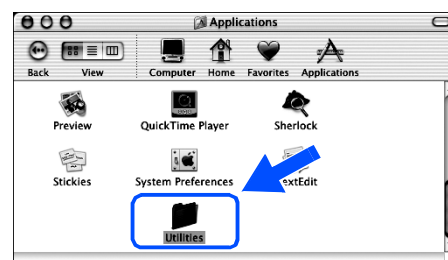 Applications
Back View Computer Home Favorites Applications
Preview QuickTime Player Sherlock
Stickies System Preferences extEdit
Utilities